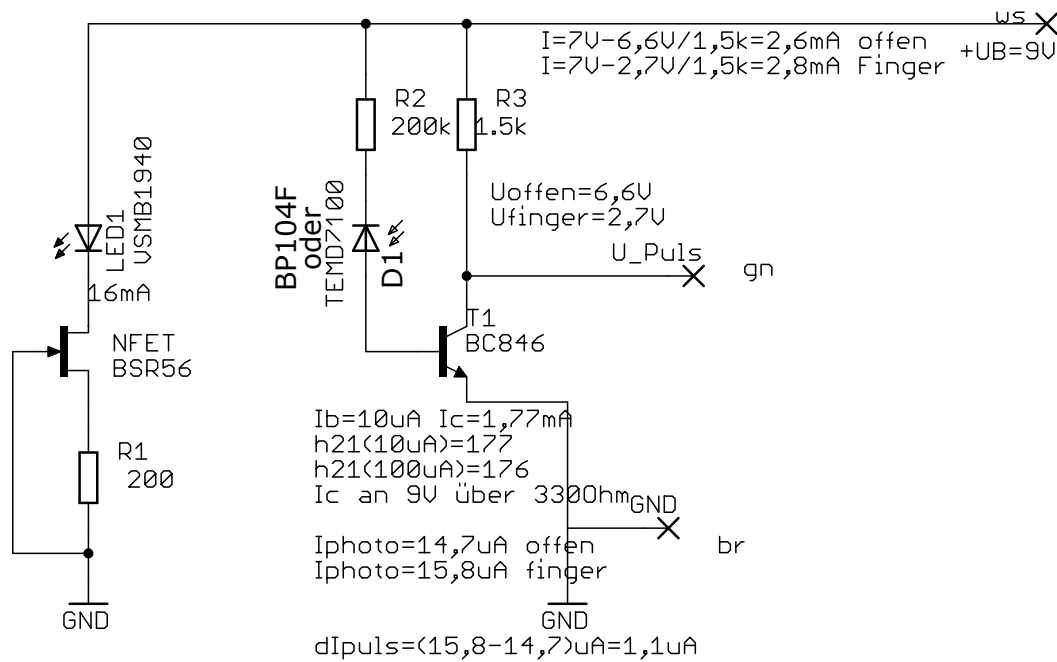 ws
I=7V-6,6V/1,5k=2,6mA offen
+UB=9V
I=7V-2,7V/1,5k=2,8mA Finger
R2
200k
R3
1.5k
LED1
VSMB1940
16mA
BP104F
oder
TEMD7100
D1
Uoffen=6,6V
Ufinger=2,7V
U_Puls
gn
NFET
BSR56
T1
BC846
R1
200
Ib=10uA Ic=1,77mA
h21(10uA)=177
h21(100uA)=176
Ic an 9V über 330Ohm
GND
br
Iphoto=14,7uA offen
Iphoto=15,8uA finger
GND
GND
dIpuls=(15,8-14,7)uA=1,1uA